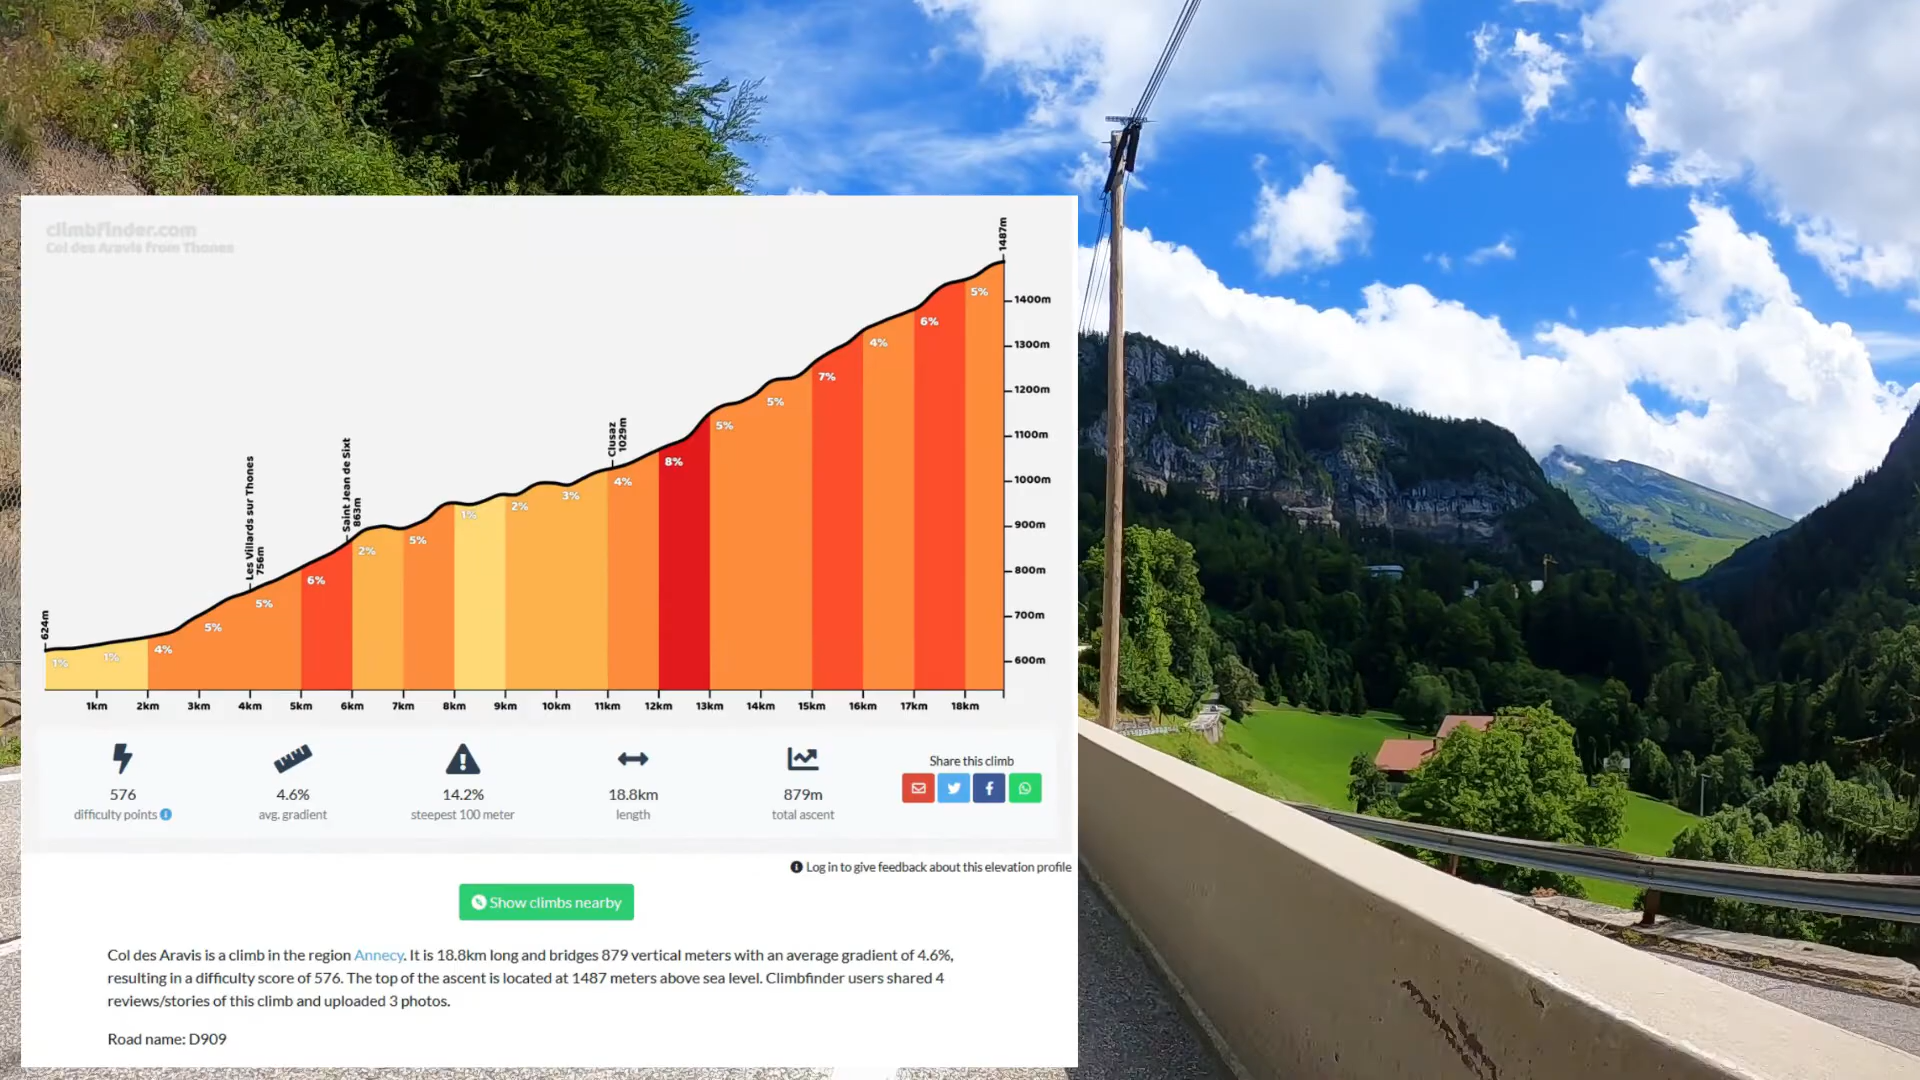 climbfinder.com
Col des Aravis from Thones
624m
Les Villards sur Thones
756m
Saint Jean de Sixt
863m
Clusaz
1029m
1487m
1400m
1300m
1200m
1100m
1000m
900m
800m
700m
600m
1%
1%
4%
5%
5%
6%
2%
5%
1%
2%
3%
4%
8%
5%
5%
7%
4%
6%
5%
1km 2km 3km 4km 5km 6km 7km 8km 9km 10km 11km 12km 13km 14km 15km 16km 17km 18km
576
difficulty points
4.6%
avg. gradient
14.2%
steepest 100 meter
18.8km
length
879m
total ascent
Share this climb
Log in to give feedback about this elevation profile
Show climbs nearby
Col des Aravis is a climb in the region Annecy. It is 18.8km long and bridges 879 vertical meters with an average gradient of 4.6%,
resulting in a difficulty score of 576. The top of the ascent is located at 1487 meters above sea level. Climbfinder users shared 4
reviews/stories of this climb and uploaded 3 photos.
Road name: D909